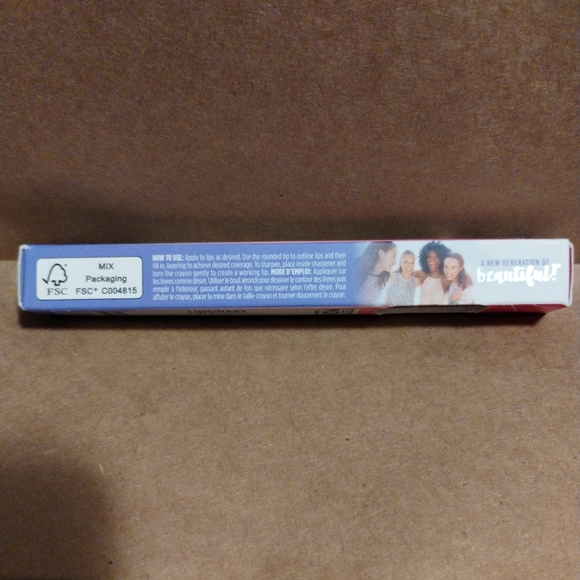 MIX
Packaging
FSC
FSC® C004815
HOW TO USE: Apply to lips as desired. Use the rounded tip to outline lips and then
fill in, layering to achieve desired coverage. To sharpen, place inside sharpener and
turn the crayon gently to create a working tip. MODE D'EMPLOI: Appliquer sur
les lèvres comme désiré. Utiliser le bout arrondi pour dessiner le contour des lèvres puis
remplir à l'intérieur, passant autant de fois que nécessaire selon l'effet désiré. Pour
affuter le crayon, placer la mine dans le taille-crayon et tourner doucement le crayon.
A NEW GENERATION OF
beautiful!